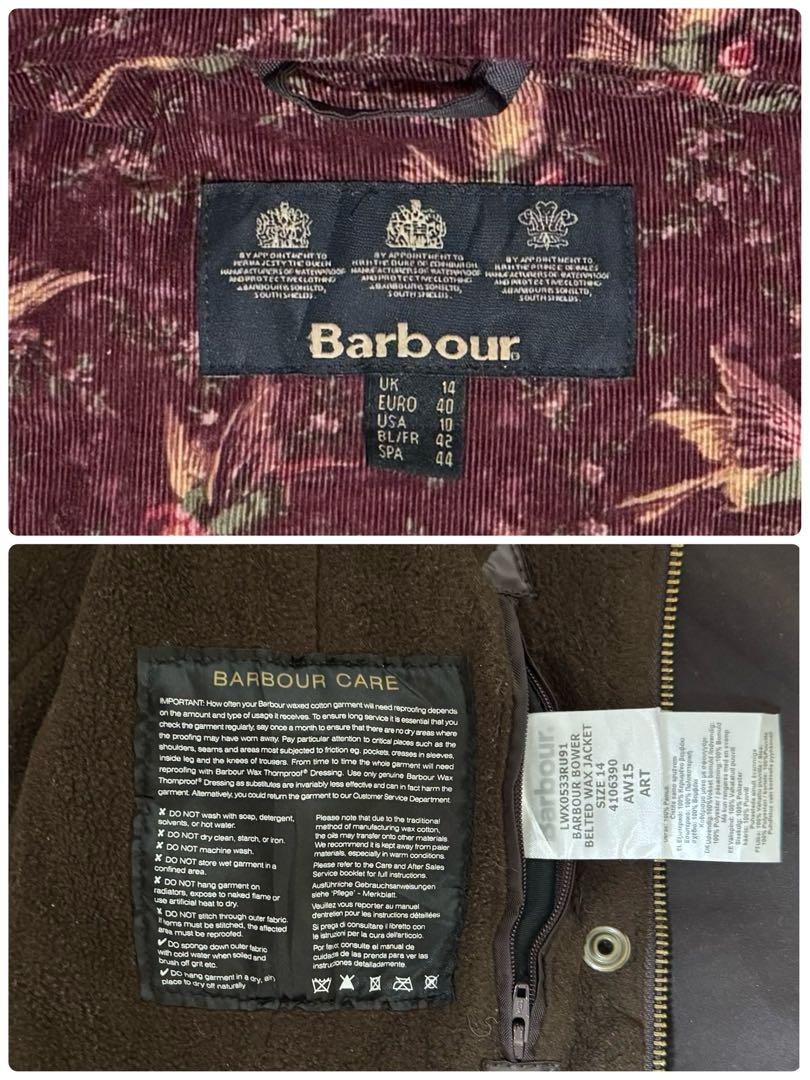 BY APPOINTMENT TO
HER MAJESTY THE QUEEN
MANUFACTURERS OF WATERPROOF
AND PROTECTIVE CLOTHING
J.BARBOUR & SONS LTD,
SOUTH SHIELDS.
BY APPOINTMENT TO
H.R.H. THE DUKE OF EDINBURGH
MANUFACTURERS OF WATERPROOF
AND PROTECTIVE CLOTHING
J.BARBOUR & SONS LTD,
SOUTH SHIELDS.
BY APPOINTMENT TO
H.R.H. THE PRINCE OF WALES
MANUFACTURERS OF WATERPROOF
AND PROTECTIVE CLOTHING
J.BARBOUR & SONS LTD,
SOUTH SHIELDS.
Barbour
UK 14
EURO 40
USA 10
BL/FR 42
SPA 44
BARBOUR CARE
IMPORTANT: How often your Barbour waxed cotton garment will need reproofing depends
on the amount and type of usage it receives. To ensure long service it is essential that you
check the garment regularly, say once a month to ensure that there are no dry areas where
the proofing may have worn away. Pay particular attention to critical places such as the
shoulders, seams and areas most subjected to friction eg. pockets, creases in sleeves,
inside leg and the knees of trousers. From time to time the whole garment will need
reproofing with Barbour Wax Thornproof® Dressing. Use only genuine Barbour Wax
Thornproof® Dressing as substitutes are invariably less effective and can in fact harm the
garment. Alternatively, you could return the garment to our Customer Service Department
✗ DO NOT wash with soap, detergent,
solvents, or hot water.
✗ DO NOT dry clean, starch, or iron.
✗ DO NOT machine wash.
✗ DO NOT store wet garment in a
confined area.
✗ DO NOT hang garment on
radiators, expose to naked flame or
use artificial heat to dry.
✗ DO NOT stitch through outer fabric.
If items must be stitched, the affected
area must be reproofed.
✓ DO sponge down outer fabric
with cold water when soiled and
brush off grit etc.
✓ DO hang garment in a dry, airy
place to dry off naturally
Please note that due to the traditional
method of manufacturing wax cotton,
the oils may transfer onto other materials.
We recommend it is kept away from paler
materials, especially in warm conditions.
Please refer to the Care and After Sales
Service booklet for full instructions.
Ausführliche Gebrauchsanweisungen
siehe 'Pflege' - Merkblatt.
Veuillez vous reporter au manuel
d'entretien pour les instructions détaillées
Si prega di consultare il libretto con
le istruzioni per la cura dell'articolo.
Por favor consulte el manual de
cuidados de las prendas para ver las
instrucciones detalladamente.
Barbour.
LWX0533RU91
BARBOUR BOWER
BELTED WAX JACKET
SIZE 14
4106390
AW15
ART